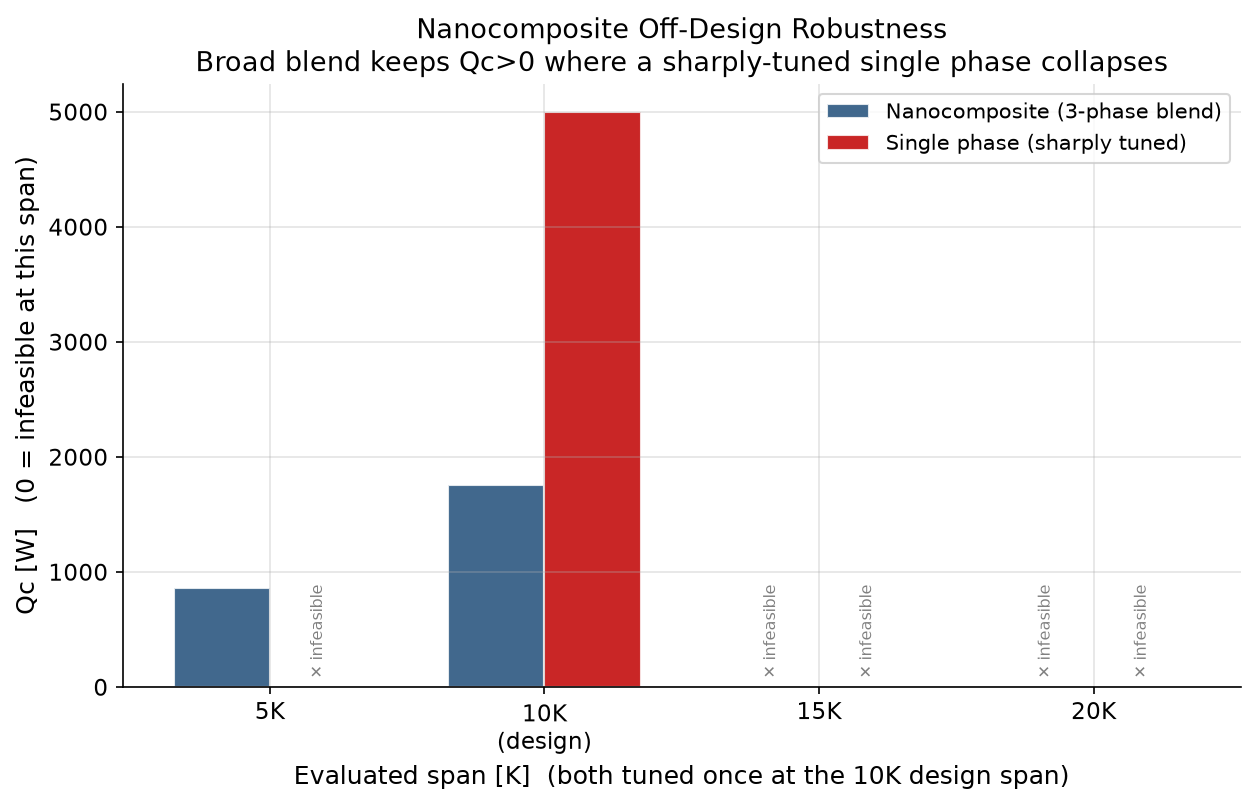 Nanocomposite Off-Design Robustness
Broad blend keeps Qc>0 where a sharply-tuned single phase collapses
Nanocomposite (3-phase blend)
Single phase (sharply tuned)
Qc [W]   (0 = infeasible at this span)
5000
4000
3000
2000
1000
0
× infeasible
× infeasible
× infeasible
× infeasible
× infeasible
5K
10K
(design)
15K
20K
Evaluated span [K]  (both tuned once at the 10K design span)